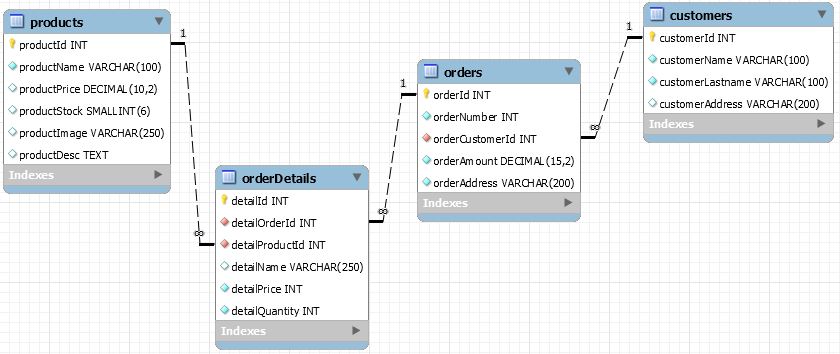 products
productId INT
productName VARCHAR(100)
productPrice DECIMAL(10,2)
productStock SMALLINT(6)
productImage VARCHAR(250)
productDesc TEXT
Indexes
1
∞
orderDetails
detailId INT
detailOrderId INT
detailProductId INT
detailName VARCHAR(250)
detailPrice INT
detailQuantity INT
Indexes
1
∞
orders
orderId INT
orderNumber INT
orderCustomerId INT
orderAmount DECIMAL(15,2)
orderAddress VARCHAR(200)
Indexes
1
∞
customers
customerId INT
customerName VARCHAR(100)
customerLastname VARCHAR(100)
customerAddress VARCHAR(200)
Indexes